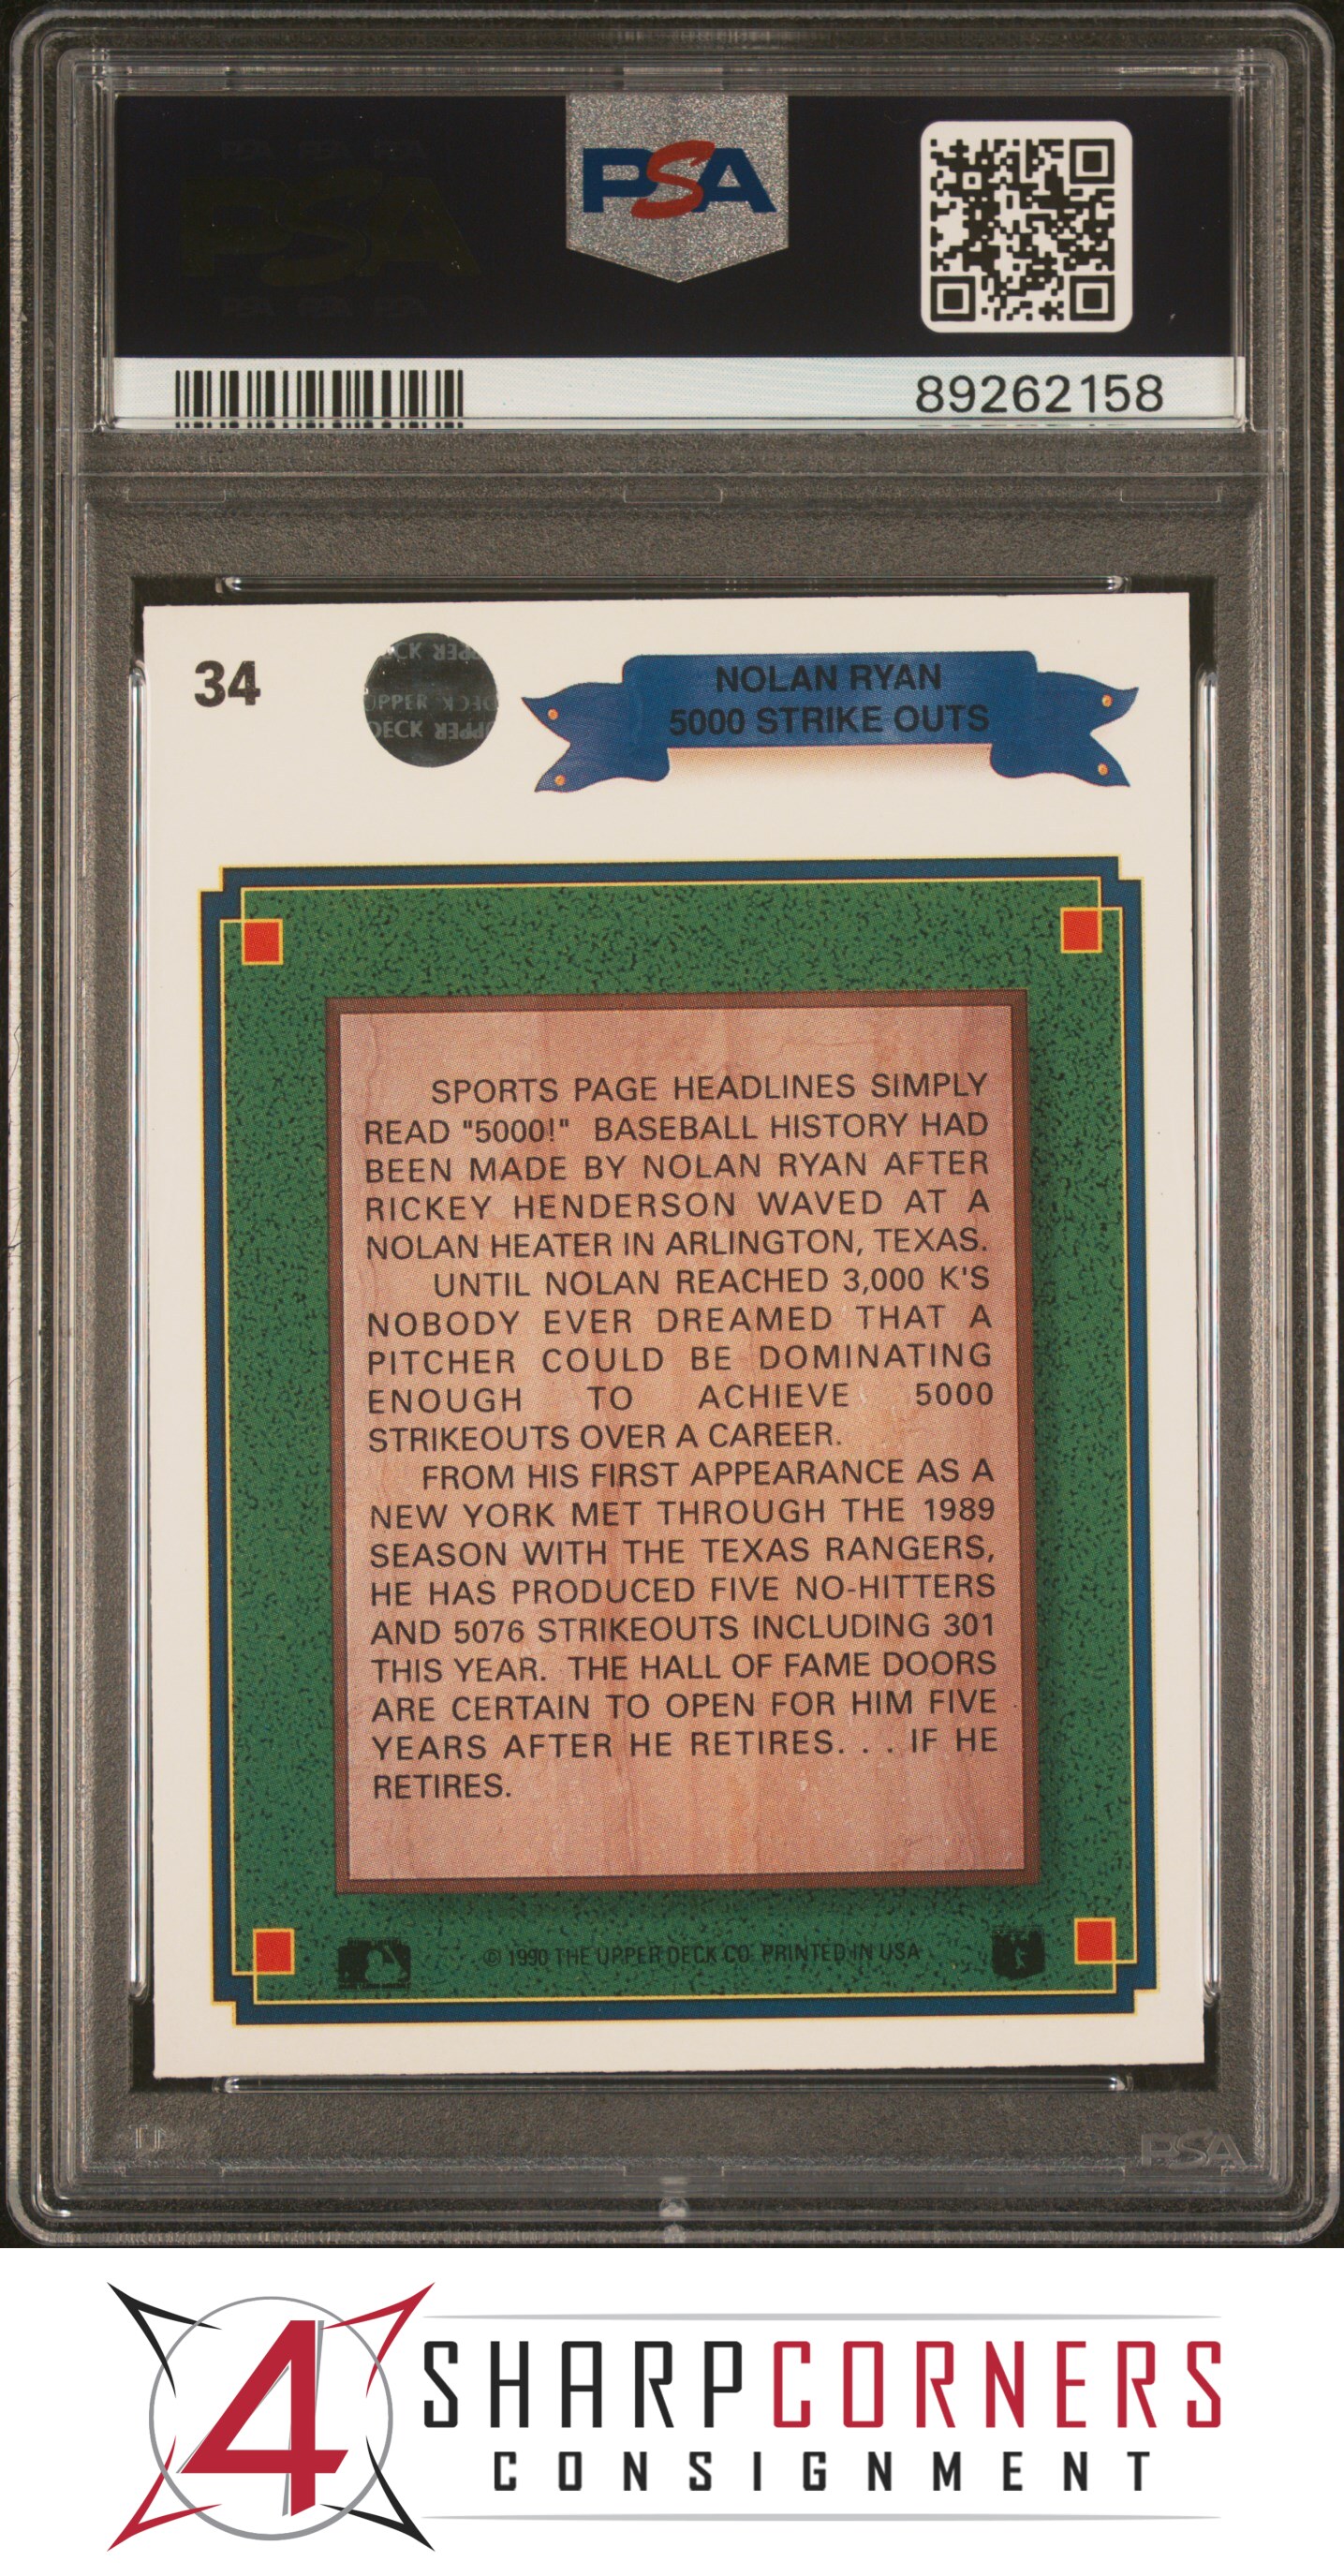 PSA
89262158
34
UPPER DECK
NOLAN RYAN
5000 STRIKE OUTS
SPORTS PAGE HEADLINES SIMPLY
READ "5000!" BASEBALL HISTORY HAD
BEEN MADE BY NOLAN RYAN AFTER
RICKEY HENDERSON WAVED AT A
NOLAN HEATER IN ARLINGTON, TEXAS.
UNTIL NOLAN REACHED 3,000 K'S
NOBODY EVER DREAMED THAT A
PITCHER COULD BE DOMINATING
ENOUGH TO ACHIEVE 5000
STRIKEOUTS OVER A CAREER.
FROM HIS FIRST APPEARANCE AS A
NEW YORK MET THROUGH THE 1989
SEASON WITH THE TEXAS RANGERS,
HE HAS PRODUCED FIVE NO-HITTERS
AND 5076 STRIKEOUTS INCLUDING 301
THIS YEAR. THE HALL OF FAME DOORS
ARE CERTAIN TO OPEN FOR HIM FIVE
YEARS AFTER HE RETIRES. . . IF HE
RETIRES.
© 1990 THE UPPER DECK CO. PRINTED IN USA
PSA
4 SHARPCORNERS
CONSIGNMENT